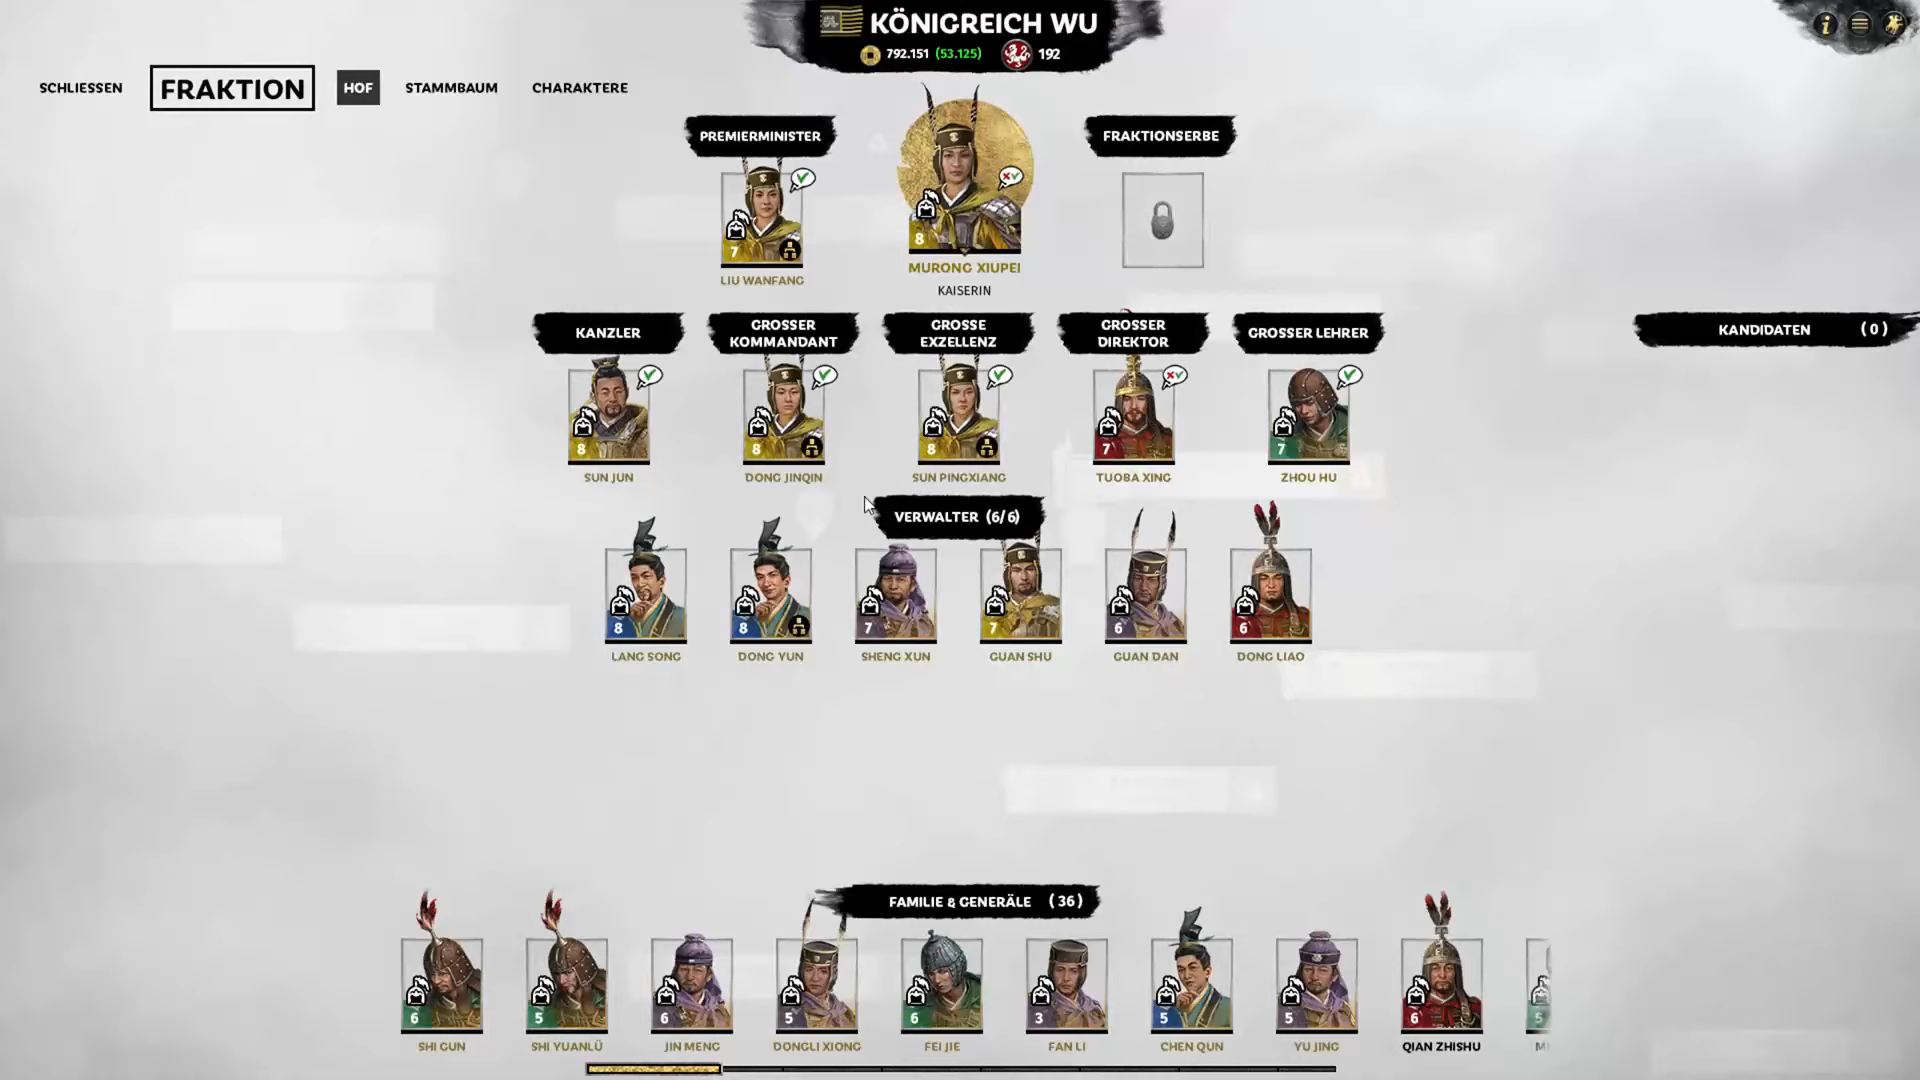 KÖNIGREICH WU
792.151 (53.125) 192
SCHLIESSEN FRAKTION HOF STAMMBAUM CHARAKTERE
PREMIERMINISTER
FRAKTIONSERBE
7
8
LIU WANFANG
MURONG XIUPEI
KAISERIN
KANZLER
GROSSER
KOMMANDANT
GROSSE
EXZELLENZ
GROSSER
DIREKTOR
GROSSER LEHRER
KANDIDATEN (0)
8 8 8 7 7
SUN JUN DONG JINQIN SUN PINGXIANG TUOBA XING ZHOU HU
VERWALTER (6/6)
8 8 7 7 6 6
LANG SONG DONG YUN SHENG XUN GUAN SHU GUAN DAN DONG LIAO
FAMILIE & GENERÄLE (36)
6 5 6 5 6 3 5 5 6 5
SHI GUN SHI YUANLÜ JIN MENG DONGLI XIONG FEI JIE FAN LI CHEN QUN YU JING QIAN ZHISHU